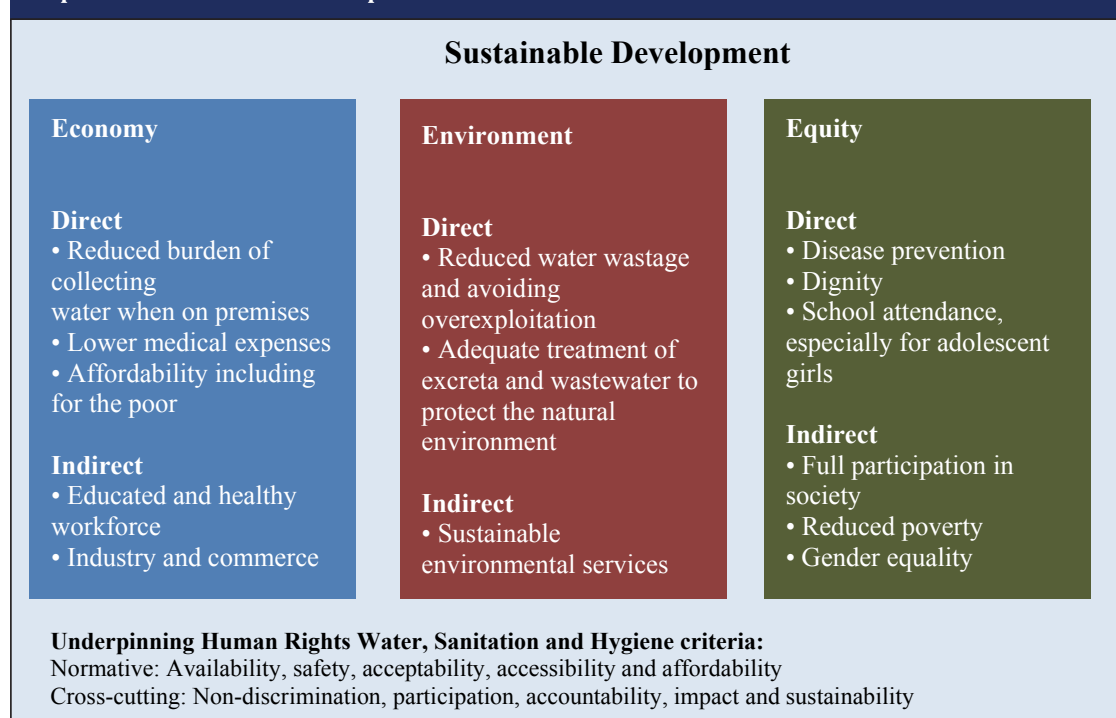 Sustainable Development
Economy
Direct
• Reduced burden of
collecting
water when on premises
• Lower medical expenses
• Affordability including
for the poor
Indirect
• Educated and healthy
workforce
• Industry and commerce
Environment
Direct
• Reduced water wastage
and avoiding
overexploitation
• Adequate treatment of
excreta and wastewater to
protect the natural
environment
Indirect
• Sustainable
environmental services
Equity
Direct
• Disease prevention
• Dignity
• School attendance,
especially for adolescent
girls
Indirect
• Full participation in
society
• Reduced poverty
• Gender equality
Underpinning Human Rights Water, Sanitation and Hygiene criteria:
Normative: Availability, safety, acceptability, accessibility and affordability
Cross-cutting: Non-discrimination, participation, accountability, impact and sustainability